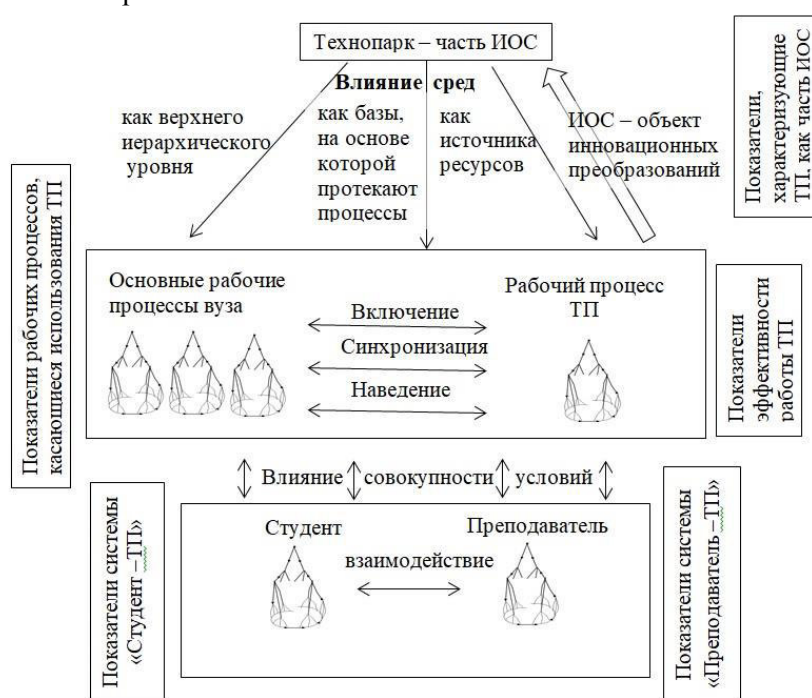 Технопарк – часть ИОС
Влияние сред
как верхнего
иерархического
уровня
как базы,
на основе
которой
протекают
процессы
как
источника
ресурсов
ИОС – объект
инновационных
преобразований
Показатели,
характеризующие
ТП, как часть ИОС
Показатели рабочих процессов,
касающиеся использования ТП
Основные рабочие
процессы вуза
Включение
Синхронизация
Наведение
Рабочий процесс
ТП
Показатели
эффективности
работы ТП
Влияние совокупности условий
Показатели системы
«Студент –ТП»
Студент
Преподаватель
взаимодействие
Показатели системы
«Преподаватель –ТП»